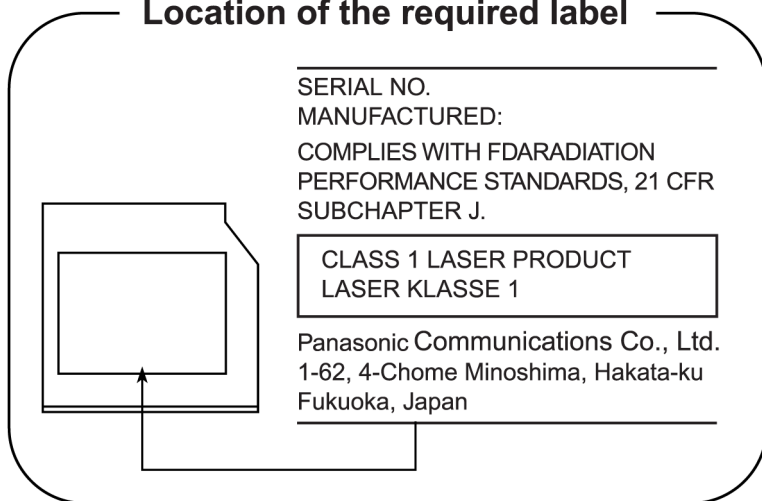 Location of the required label
SERIAL NO.
MANUFACTURED:
COMPLIES WITH FDARADIATION
PERFORMANCE STANDARDS, 21 CFR
SUBCHAPTER J.
CLASS 1 LASER PRODUCT
LASER KLASSE 1
Panasonic Communications Co., Ltd.
1-62, 4-Chome Minoshima, Hakata-ku
Fukuoka, Japan